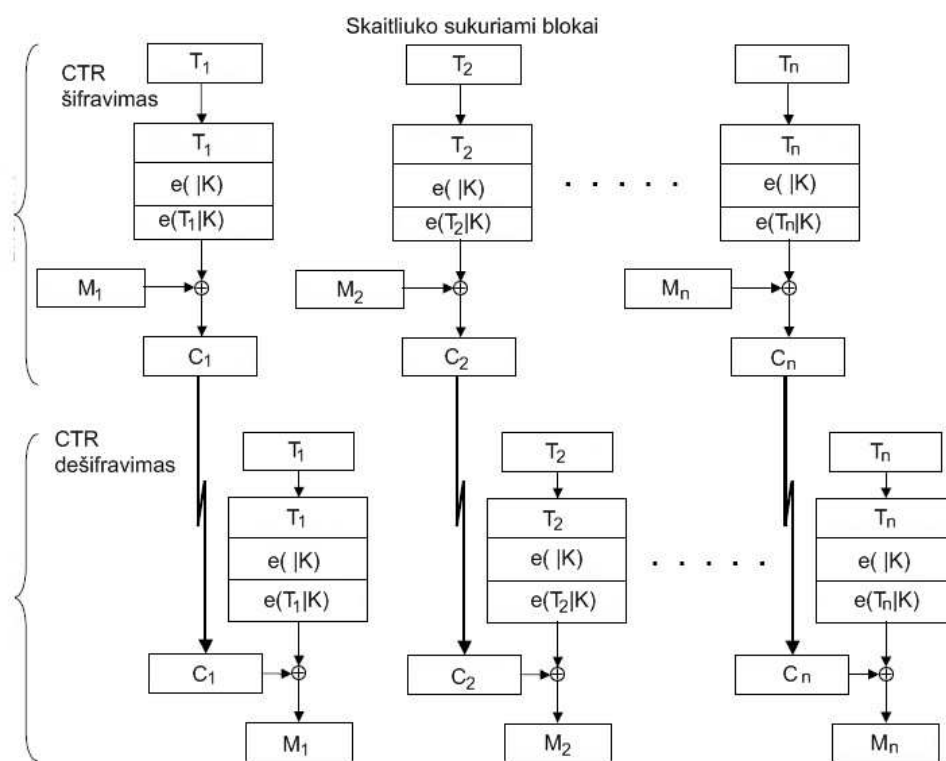 Skaitliuko sukuriami blokai
CTR
šifravimas
T₁ T₂ Tₙ
T₁ T₂ Tₙ
e( |K) e( |K) e( |K)
e(T₁|K) e(T₂|K) e(Tₙ|K)
M₁ M₂ Mₙ
C₁ C₂ Cₙ
CTR
dešifravimas
T₁ T₂ Tₙ
T₁ T₂ Tₙ
e( |K) e( |K) e( |K)
e(T₁|K) e(T₂|K) e(Tₙ|K)
C₁ C₂ Cₙ
M₁ M₂ Mₙ